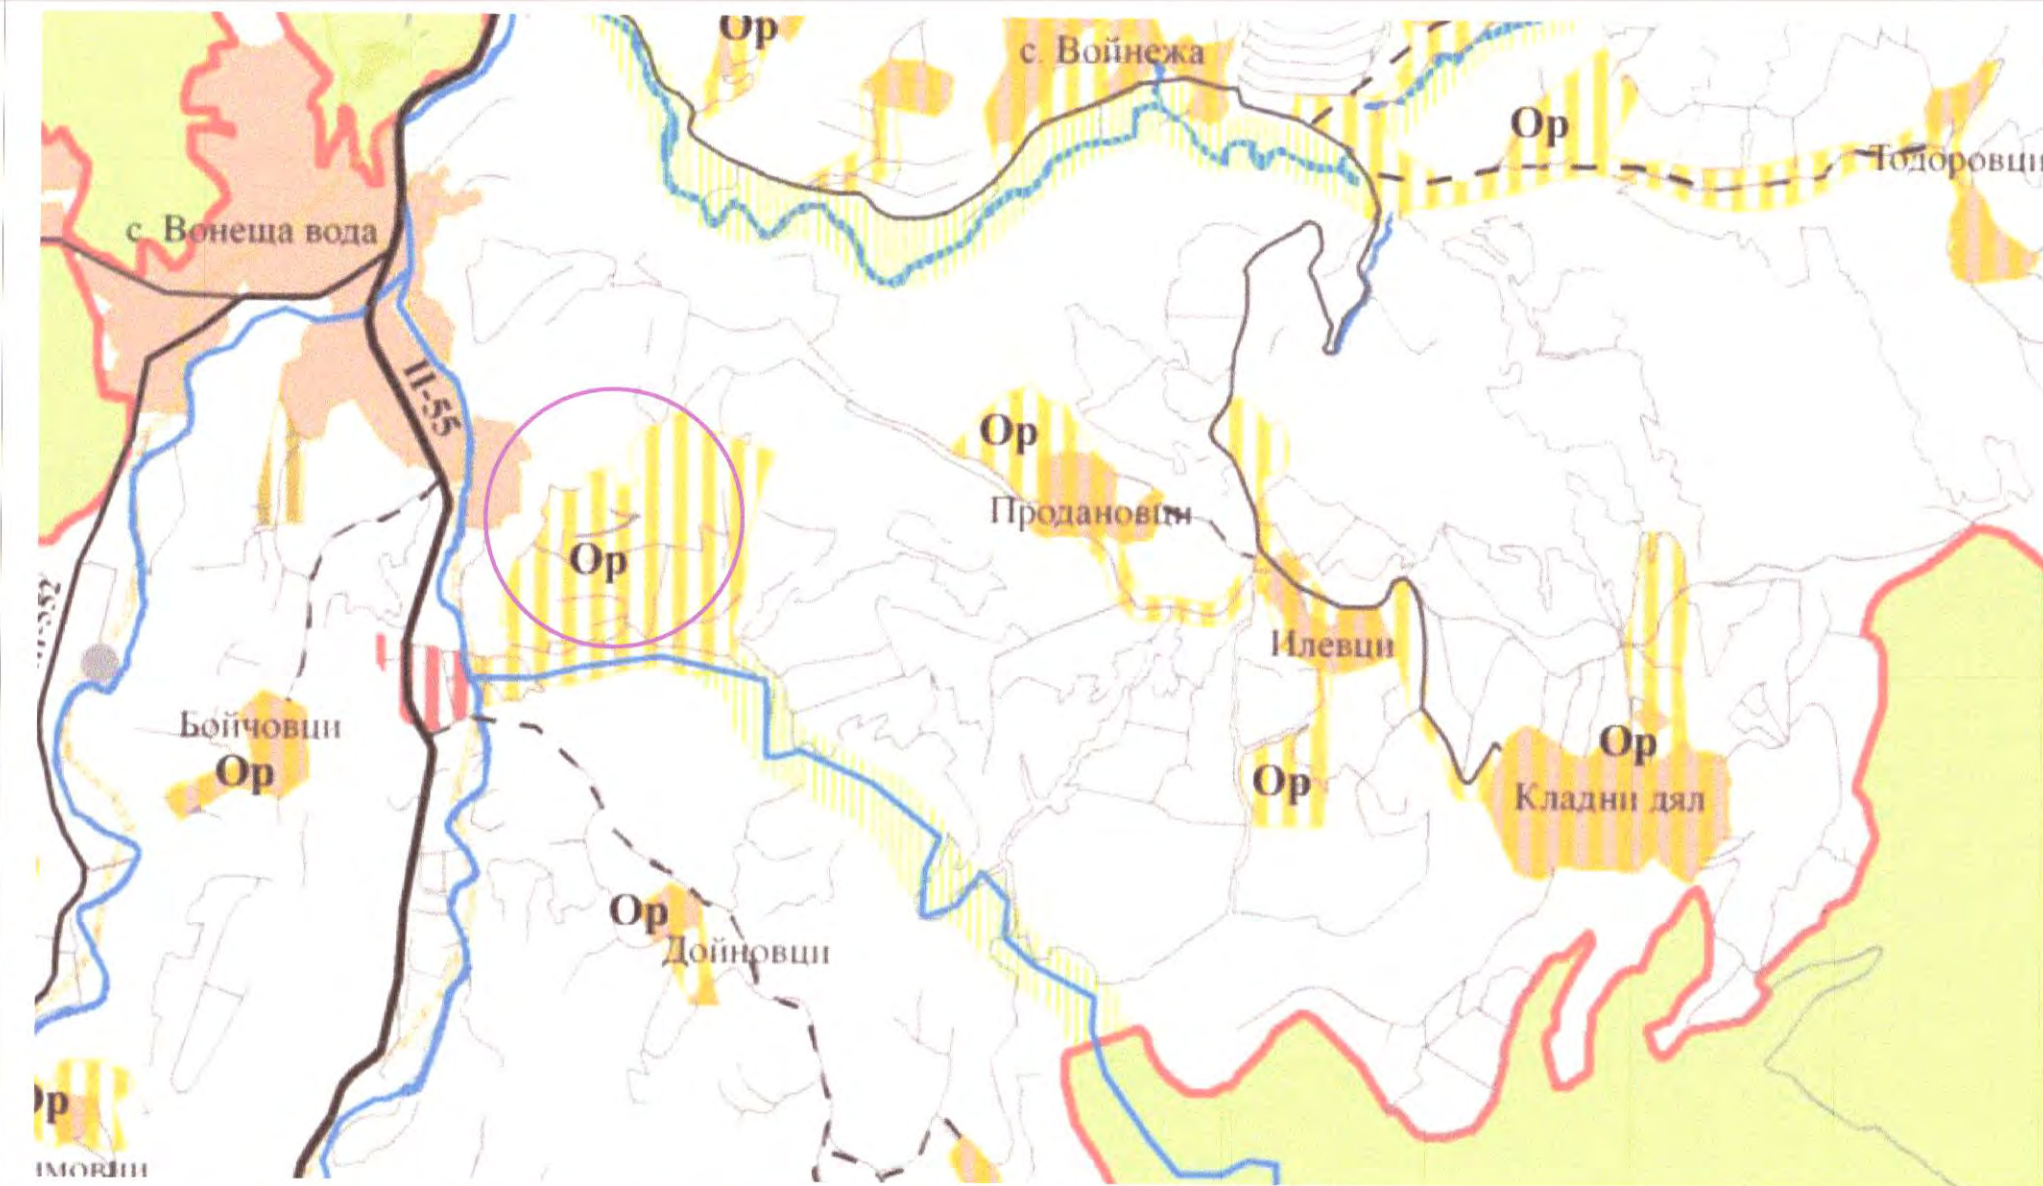 Ор
с. Войнежа
Ор
Тодоровци
с. Вонеща вода
II-55
Ор
Продановци
Ор
Илевци
Бойчовци
Ор
Ор
Ор
Кладни дял
Ор
Дойновци